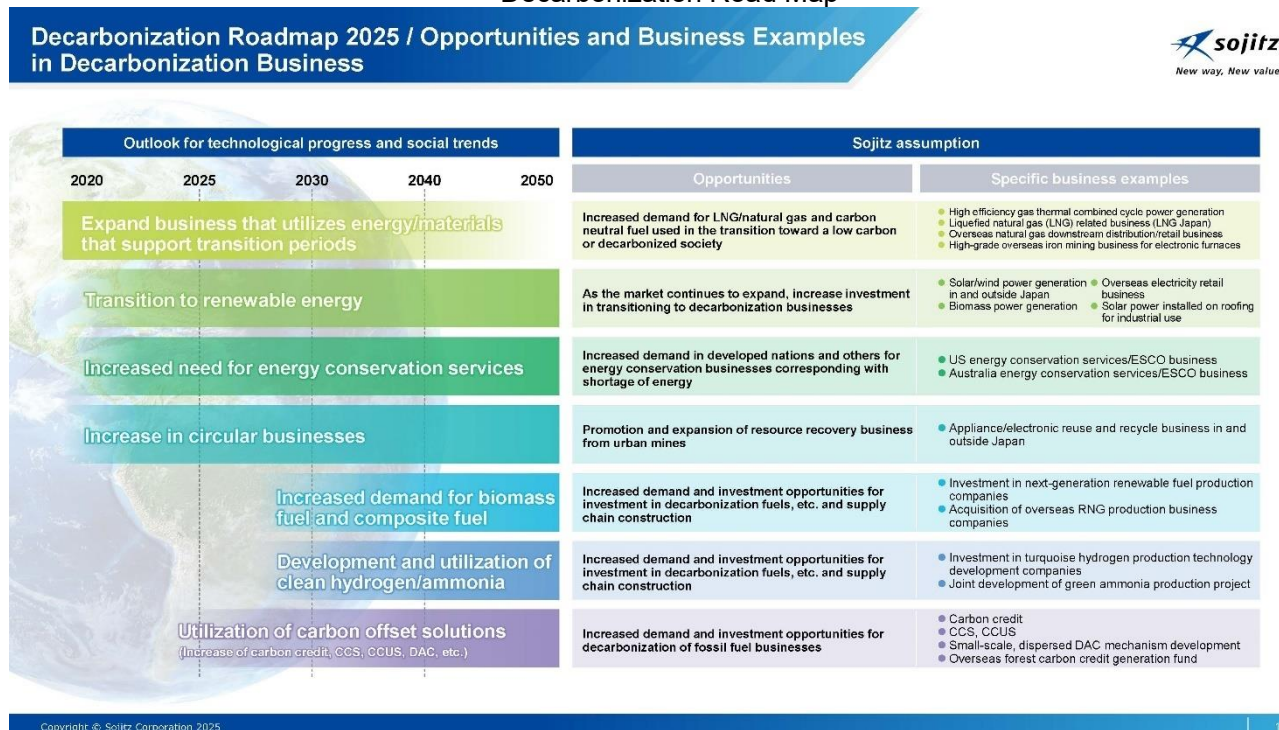 Decarbonization Road Map
Decarbonization Roadmap 2025 / Opportunities and Business Examples
in Decarbonization Business
sojitz
New way, New value
Outlook for technological progress and social trends
Sojitz assumption
2020 2025 2030 2040 2050
Opportunities
Specific business examples
Expand business that utilizes energy/materials
that support transition periods
Increased demand for LNG/natural gas and carbon
neutral fuel used in the transition toward a low carbon
or decarbonized society
High efficiency gas thermal combined cycle power generation
Liquefied natural gas (LNG) related business (LNG Japan)
Overseas natural gas downstream distribution/retail business
High-grade overseas iron mining business for electronic furnaces
Transition to renewable energy
As the market continues to expand, increase investment
in transitioning to decarbonization businesses
Solar/wind power generation
in and outside Japan
Biomass power generation
Overseas electricity retail
business
Solar power installed on roofing
for industrial use
Increased need for energy conservation services
Increased demand in developed nations and others for
energy conservation businesses corresponding with
shortage of energy
US energy conservation services/ESCO business
Australia energy conservation services/ESCO business
Increase in circular businesses
Promotion and expansion of resource recovery business
from urban mines
Appliance/electronic reuse and recycle business in and
outside Japan
Increased demand for biomass
fuel and composite fuel
Increased demand and investment opportunities for
investment in decarbonization fuels, etc. and supply
chain construction
Investment in next-generation renewable fuel production
companies
Acquisition of overseas RNG production business
companies
Development and utilization of
clean hydrogen/ammonia
Increased demand and investment opportunities for
investment in decarbonization fuels, etc. and supply
chain construction
Investment in turquoise hydrogen production technology
development companies
Joint development of green ammonia production project
Utilization of carbon offset solutions
(Increase of carbon credit, CCS, CCUS, DAC, etc.)
Increased demand and investment opportunities for
decarbonization of fossil fuel businesses
Carbon credit
CCS, CCUS
Small-scale, dispersed DAC mechanism development
Overseas forest carbon credit generation fund
Copyright © Sojitz Corporation 2025